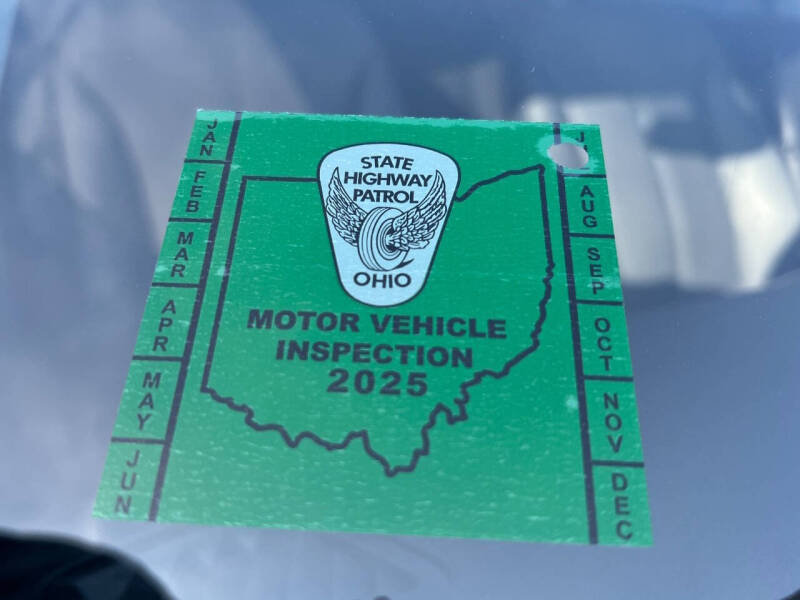 JAN
FEB
MAR
APR
MAY
JUN
STATE
HIGHWAY
PATROL
OHIO
MOTOR VEHICLE
INSPECTION
2025
AUG
SEP
OCT
NOV
DEC